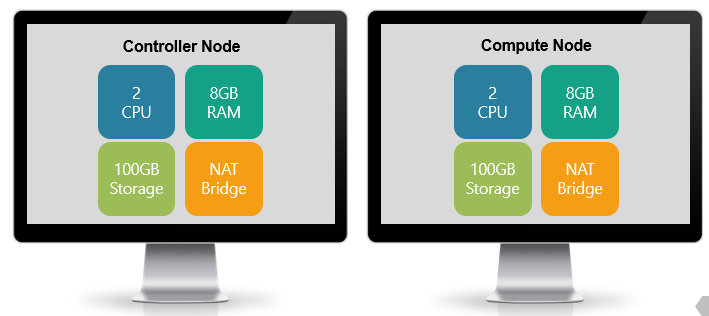 Controller Node
2
CPU
8GB
RAM
100GB
Storage
NAT
Bridge
Compute Node
2
CPU
8GB
RAM
100GB
Storage
NAT
Bridge